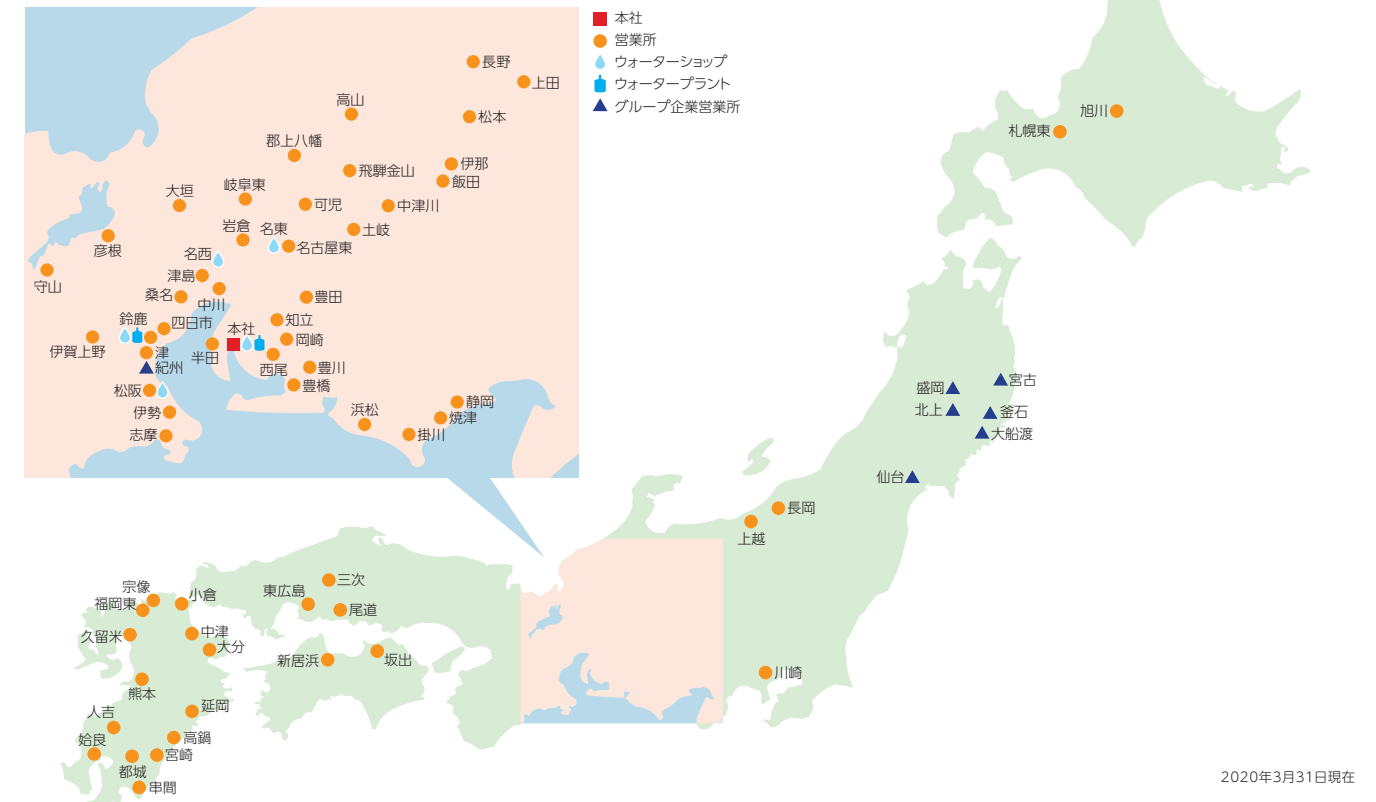 本社
営業所
ウォーターショップ
ウォータープラント
グループ企業営業所
長野
上田
高山
松本
郡上八幡
飛騨金山
伊那
飯田
大垣
岐阜東
可児
中津川
岩倉
名東
土岐
彦根
名古屋東
名西
守山
津島
桑名
中川
豊田
鈴鹿
四日市
知立
本社
岡崎
伊賀上野
津
半田
西尾
豊川
紀州
豊橋
松阪
伊勢
浜松
静岡
焼津
志摩
掛川
旭川
札幌東
盛岡
宮古
北上
釜石
大船渡
仙台
長岡
上越
川崎
三次
東広島
尾道
新居浜
坂出
宗像
福岡東
小倉
久留米
中津
大分
熊本
人吉
延岡
姶良
高鍋
都城
宮崎
串間
2020年3月31日現在